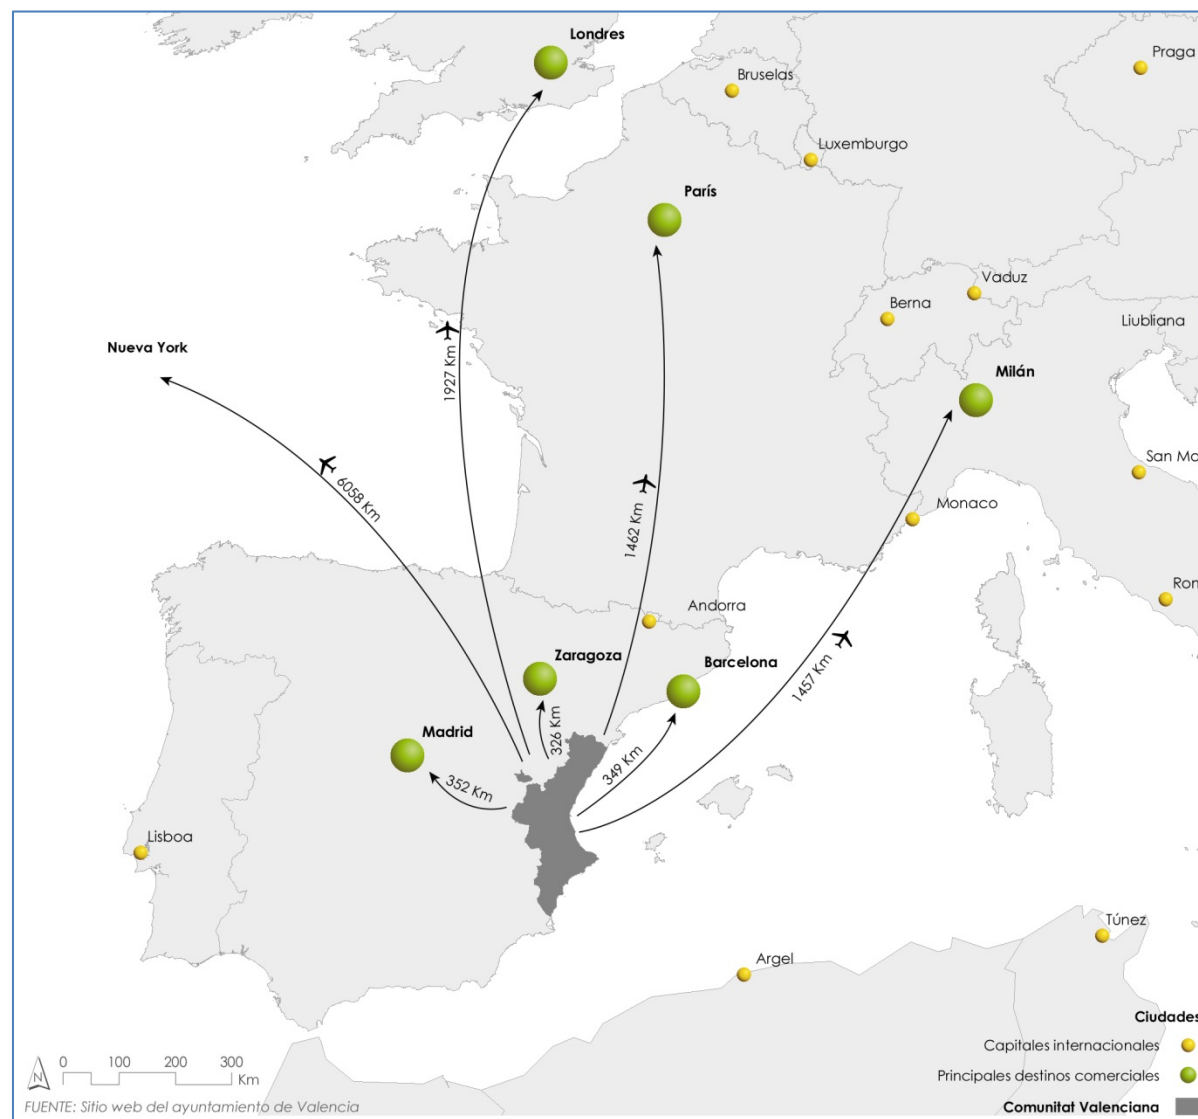 Londres
Praga
Bruselas
Luxemburgo
París
Vaduz
Berna
Liubliana
Nueva York
1927 Km
Milán
San Ma
6058 Km
Monaco
1462 Km
Rom
Andorra
Zaragoza
Barcelona
1457 Km
Madrid
326 Km
349 Km
352 Km
Lisboa
Túnez
Argel
Ciudades
Capitales internacionales
Principales destinos comerciales
Comunitat Valenciana
N
0 100 200 300
Km
FUENTE: Sitio web del ayuntamiento de Valencia